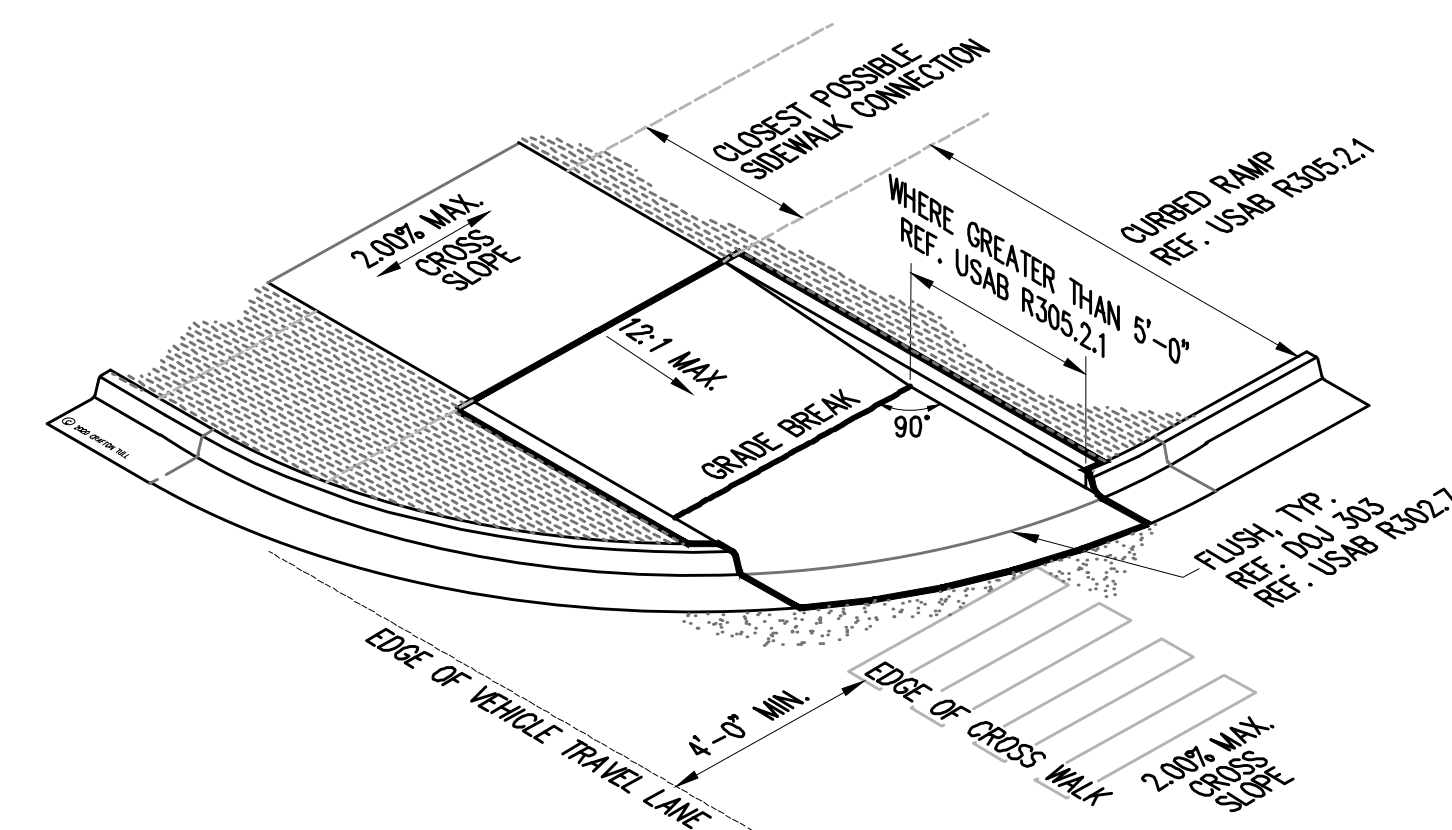 CLOSEST POSSIBLE
SIDEWALK CONNECTION
CURBED RAMP
REF. USAB R305.2.1
WHERE GREATER THAN 5'-0"
REF. USAB R305.2.1
2.00% MAX.
CROSS
SLOPE
12:1 MAX.
GRADE BREAK
90°
© 2020 CRAFTON TULL
FLUSH, TYP.
REF. DOJ 303
REF. USAB R302.7
EDGE OF VEHICLE TRAVEL LANE
4'-0" MIN.
EDGE OF CROSS WALK
2.00% MAX.
CROSS
SLOPE